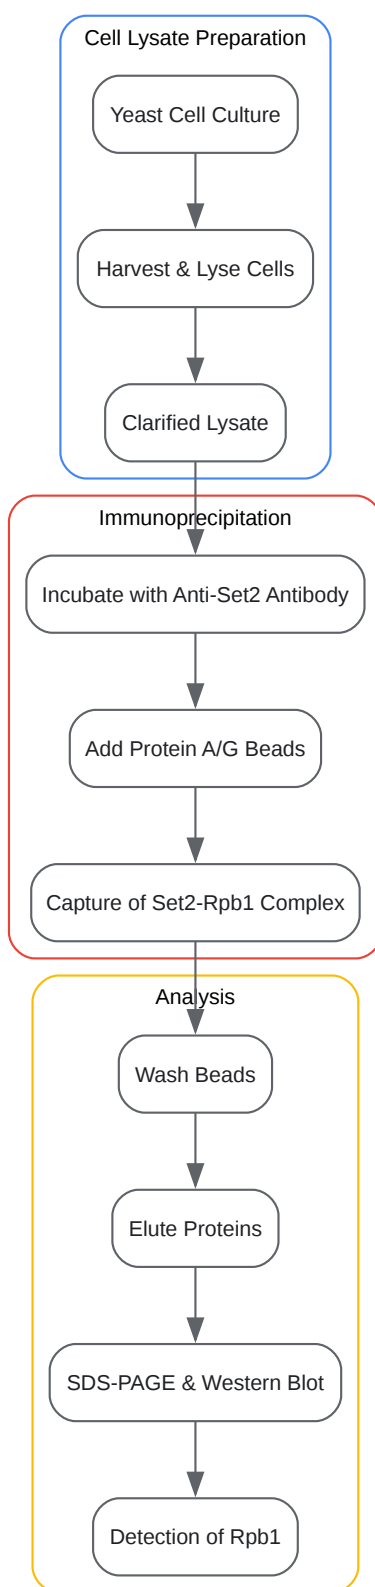 Cell Lysate Preparation
Yeast Cell Culture
Harvest & Lyse Cells
Clarified Lysate
Immunoprecipitation
Incubate with Anti-Set2 Antibody
Add Protein A/G Beads
Capture of Set2-Rpb1 Complex
Analysis
Wash Beads
Elute Proteins
SDS-PAGE & Western Blot
Detection of Rpb1